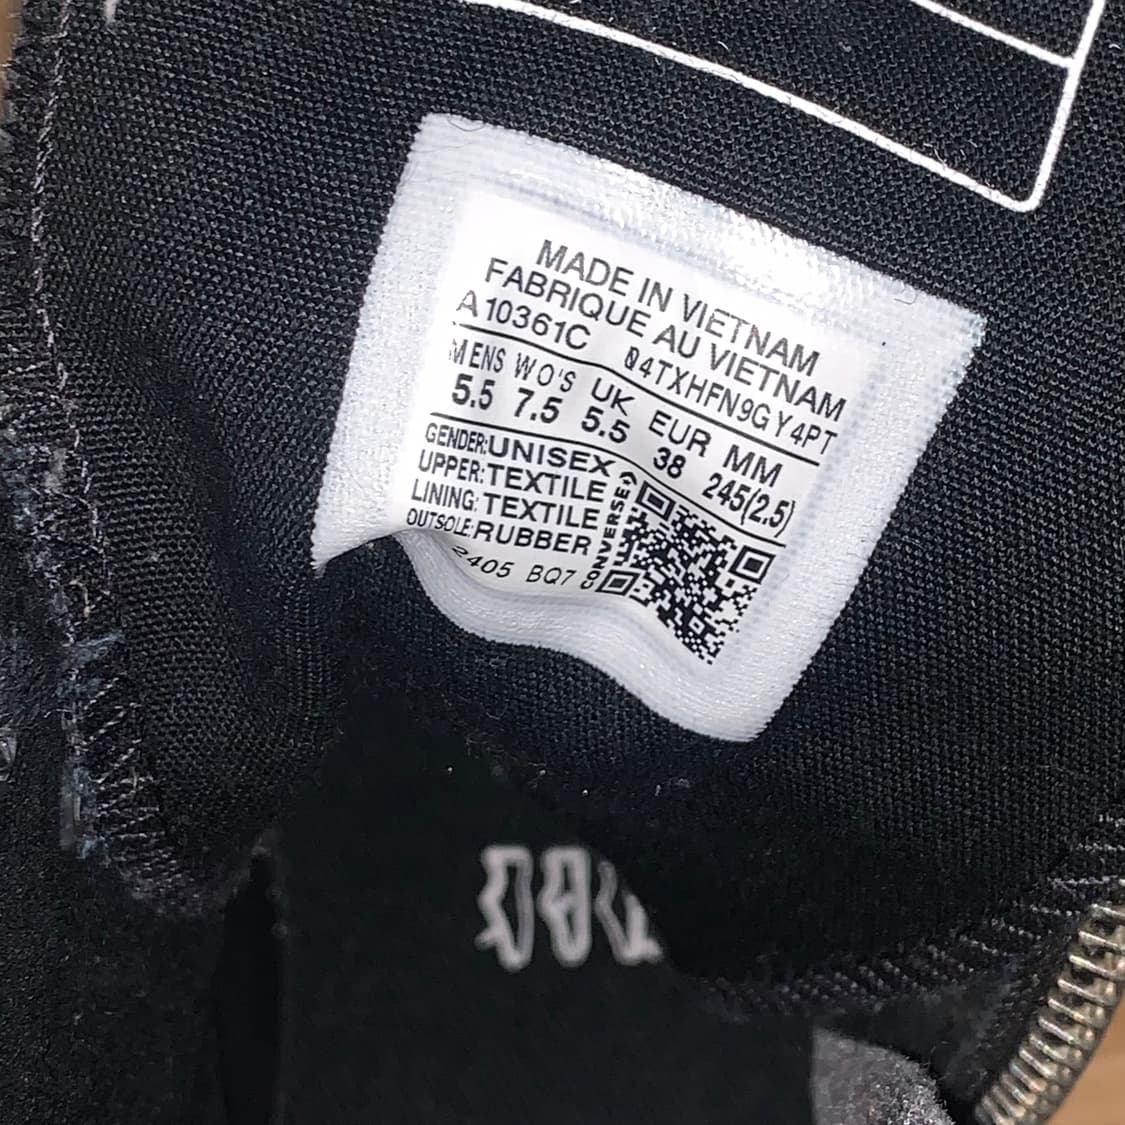 MADE IN VIETNAM
FABRIQUE AU VIETNAM
A10361C 04TXHFN9GY4PT
MENS WO'S UK EUR MM
5.5 7.5 5.5 38 245(2.5)
GENDER:UNISEX
UPPER:TEXTILE
LINING:TEXTILE
OUTSOLE:RUBBER
2405 BQ7
CONVERSE